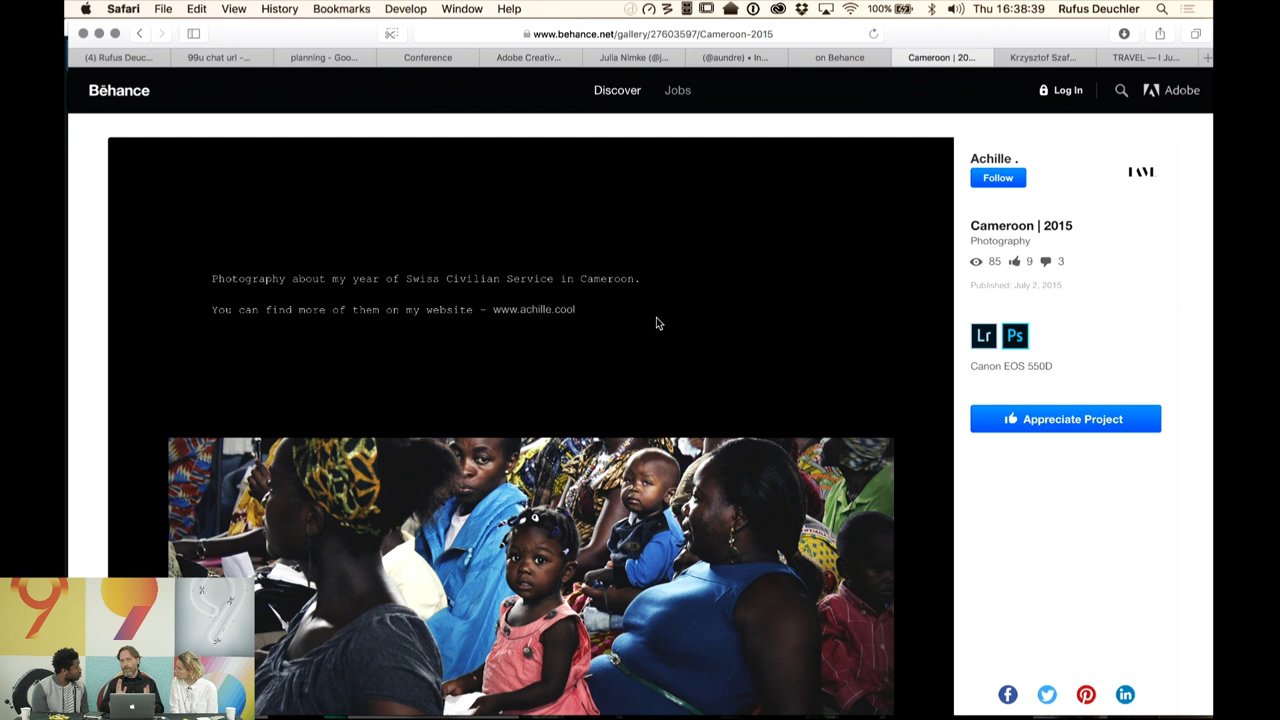 Safari File Edit View History Bookmarks Develop Window Help 100% Thu 16:38:39 Rufus Deuchler
www.behance.net/gallery/27603597/Cameroon-2015
(4) Rufus Deuc... 99u chat url -... planning - Goo... Conference Adobe Creativ... Julia Nimke (@j... (@aundre) • In... on Behance Cameroon | 20... Krzysztof Szaf... TRAVEL — I Ju...
Bēhance Discover Jobs Log In Adobe
Achille .
Follow
Cameroon | 2015
Photography
85 9 3
Published: July 2, 2015
Lr Ps
Canon EOS 550D
Appreciate Project
Photography about my year of Swiss Civilian Service in Cameroon.
You can find more of them on my website - www.achille.cool
9 9 9